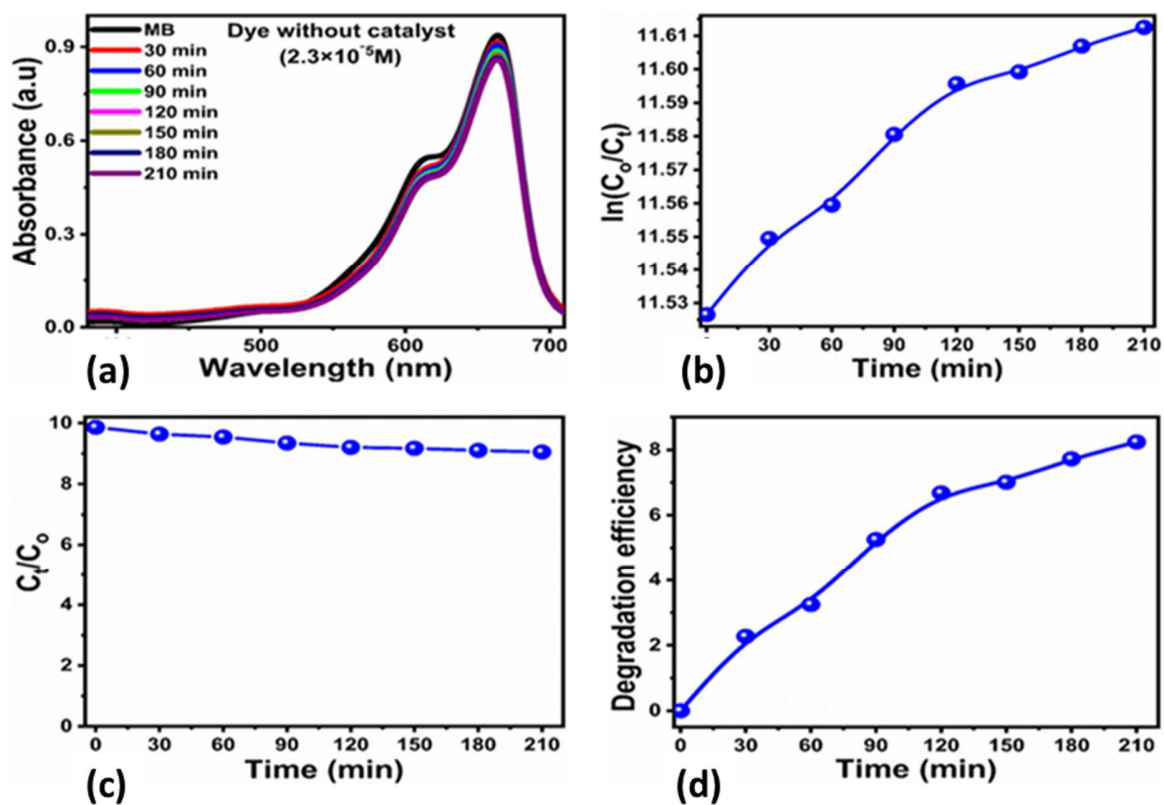 Absorbance (a.u)
0.9
0.6
0.3
0.0
MB
30 min
60 min
90 min
120 min
150 min
180 min
210 min
Dye without catalyst
(2.3×10⁻⁵M)
500
600
700
Wavelength (nm)
(a)
ln(Co/Ct)
11.61
11.60
11.59
11.58
11.57
11.56
11.55
11.54
11.53
30
60
90
120
150
180
210
Time (min)
(b)
Ct/Co
10
8
6
4
2
0
0
30
60
90
120
150
180
210
Time (min)
(c)
Degradation efficiency
8
6
4
2
0
0
30
60
90
120
150
180
210
Time (min)
(d)